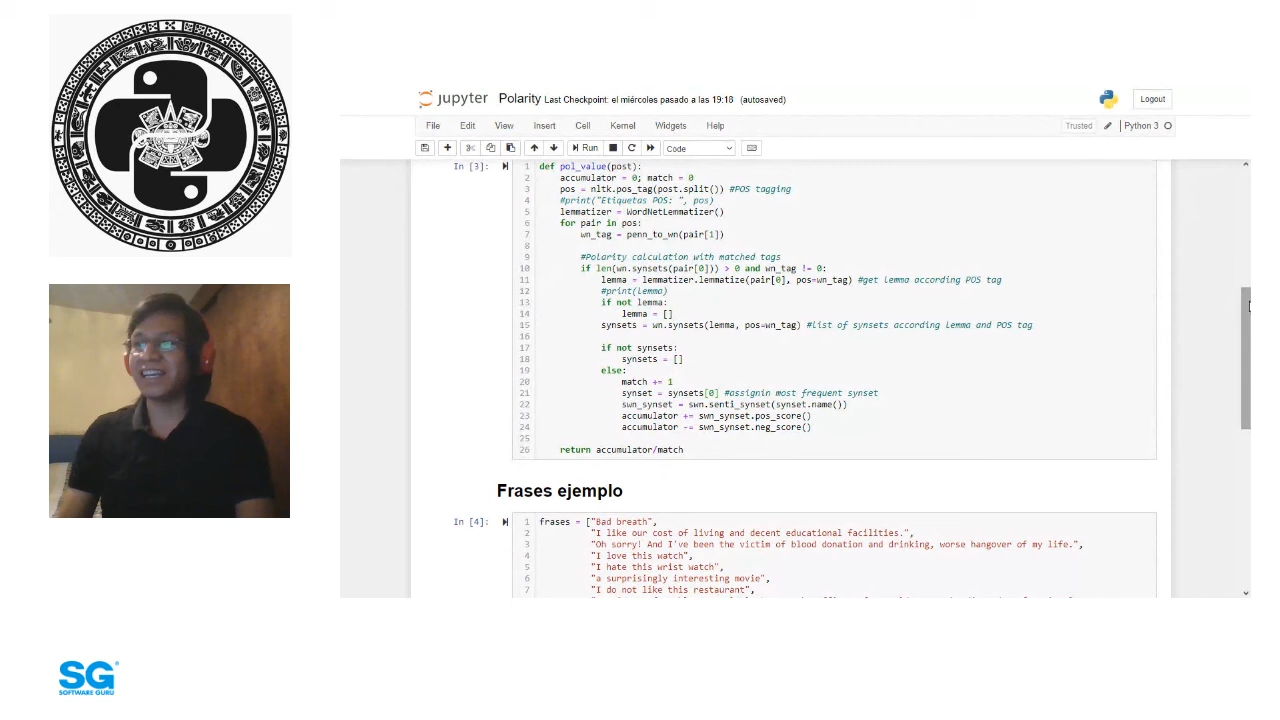 jupyter Polarity Last Checkpoint: el miércoles pasado a las 19:18 (autosaved)
Logout
File Edit View Insert Cell Kernel Widgets Help
Trusted Python 3
Run Code
In [3]:
1 def pol_value(post):
2 accumulator = 0; match = 0
3 pos = nltk.pos_tag(post.split()) #POS tagging
4 #print("Etiquetas POS: ", pos)
5 lemmatizer = WordNetLemmatizer()
6 for pair in pos:
7 wn_tag = penn_to_wn(pair[1])
8
9 #Polarity calculation with matched tags
10 if len(wn.synsets(pair[0])) > 0 and wn_tag != 0:
11 lemma = lemmatizer.lemmatize(pair[0], pos=wn_tag) #get lemma according POS tag
12 #print(lemma)
13 if not lemma:
14 lemma = []
15 synsets = wn.synsets(lemma, pos=wn_tag) #list of synsets according lemma and POS tag
16
17 if not synsets:
18 synsets = []
19 else:
20 match += 1
21 synset = synsets[0] #assignin most frequent synset
22 swn_synset = swn.senti_synset(synset.name())
23 accumulator += swn_synset.pos_score()
24 accumulator -= swn_synset.neg_score()
25
26 return accumulator/match
Frases ejemplo
In [4]:
1 frases = ["Bad breath",
2 "I like our cost of living and decent educational facilities.",
3 "Oh sorry! And I've been the victim of blood donation and drinking, worse hangover of my life.",
4 "I love this watch",
5 "I hate this wrist watch",
6 "a surprisingly interesting movie",
7 "I do not like this restaurant",
SG
SOFTWARE GURU